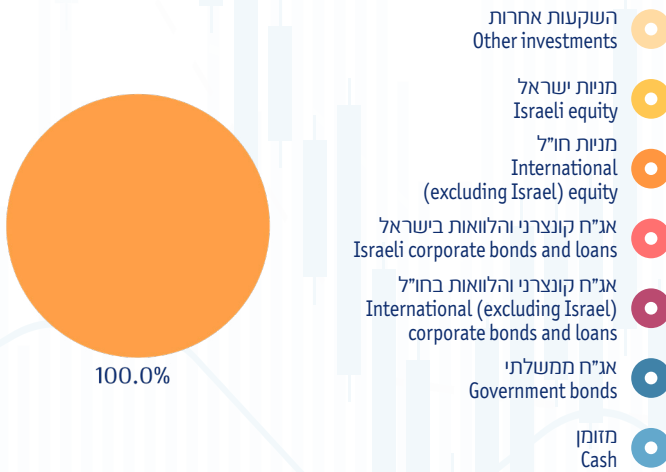 השקעות אחרות
Other investments
מניות ישראל
Israeli equity
מניות חו"ל
International
(excluding Israel) equity
אג"ח קונצרני והלוואות בישראל
Israeli corporate bonds and loans
אג"ח קונצרני והלוואות בחו"ל
International (excluding Israel)
corporate bonds and loans
אג"ח ממשלתי
Government bonds
מזומן
Cash
100.0%